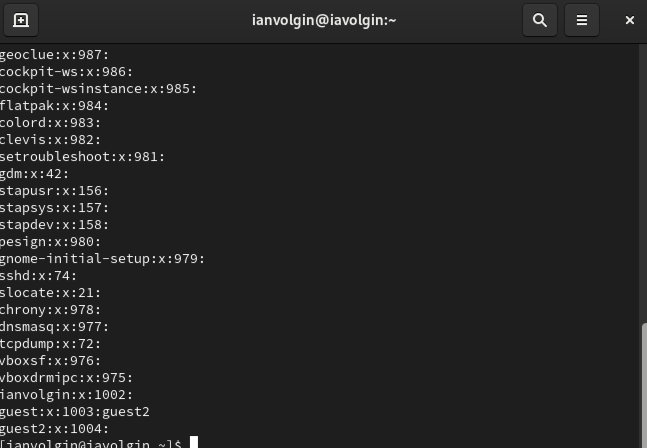 ianvolgin@iavolgin:~
geoclue:x:987:
cockpit-ws:x:986:
cockpit-wsinstance:x:985:
flatpak:x:984:
colord:x:983:
clevis:x:982:
setroubleshoot:x:981:
gdm:x:42:
stapusr:x:156:
stapsys:x:157:
stapdev:x:158:
pesign:x:980:
gnome-initial-setup:x:979:
sshd:x:74:
slocate:x:21:
chrony:x:978:
dnsmasq:x:977:
tcpdump:x:72:
vboxsf:x:976:
vboxdrmipc:x:975:
ianvolgin:x:1002:
guest:x:1003:guest2
guest2:x:1004:
[ianvolgin@iavolgin ~]$